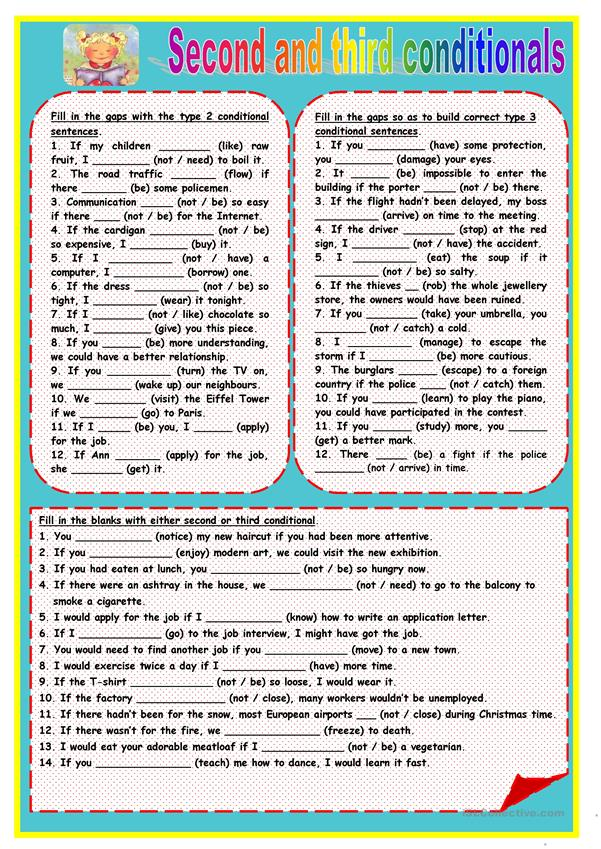 Second and third conditionals
Fill in the gaps with the type 2 conditional
sentences.
1. If my children ________ (like) raw
fruit, I _________ (not / need) to boil it.
2. The road traffic _______ (flow) if
there ________ (be) some policemen.
3. Communication _____ (not / be) so easy
if there ____ (not / be) for the Internet.
4. If the cardigan __________ (not / be)
so expensive, I _________ (buy) it.
5. If I __________ (not / have) a
computer, I ___________ (borrow) one.
6. If the dress __________ (not / be) so
tight, I __________ (wear) it tonight.
7. If I ________ (not / like) chocolate so
much, I ________ (give) you this piece.
8. If you ______ (be) more understanding,
we could have a better relationship.
9. If you _________ (turn) the TV on,
we __________ (wake up) our neighbours.
10. We ________ (visit) the Eiffel Tower
if we _________ (go) to Paris.
11. If I _____ (be) you, I ______ (apply)
for the job.
12. If Ann ________ (apply) for the job,
she ________ (get) it.
Fill in the gaps so as to build correct type 3
conditional sentences.
1. If you _________ (have) some protection,
you _________ (damage) your eyes.
2. It ______ (be) impossible to enter the
building if the porter _____ (not / be) there.
3. If the flight hadn't been delayed, my boss
__________ (arrive) on time to the meeting.
4. If the driver _________ (stop) at the red
sign, I _________ (not / have) the accident.
5. I _________ (eat) the soup if it
_________ (not / be) so salty.
6. If the thieves __ (rob) the whole jewellery
store, the owners would have been ruined.
7. If you ________ (take) your umbrella, you
________ (not / catch) a cold.
8. I __________ (manage) to escape the
storm if I __________ (be) more cautious.
9. The burglars ______ (escape) to a foreign
country if the police ____ (not / catch) them.
10. If you ______ (learn) to play the piano,
you could have participated in the contest.
11. If you ______ (study) more, you ______
(get) a better mark.
12. There _____ (be) a fight if the police
________ (not / arrive) in time.
Fill in the blanks with either second or third conditional.
1. You ____________ (notice) my new haircut if you had been more attentive.
2. If you _____________ (enjoy) modern art, we could visit the new exhibition.
3. If you had eaten at lunch, you _____________ (not / be) so hungry now.
4. If there were an ashtray in the house, we ____________ (not / need) to go to the balcony to
smoke a cigarette.
5. I would apply for the job if I ____________ (know) how to write an application letter.
6. If I ____________ (go) to the job interview, I might have got the job.
7. You would need to find another job if you ____________ (move) to a new town.
8. I would exercise twice a day if I ____________ (have) more time.
9. If the T-shirt ____________ (not / be) so loose, I would wear it.
10. If the factory _____________ (not / close), many workers wouldn't be unemployed.
11. If there hadn't been for the snow, most European airports ___ (not / close) during Christmas time.
12. If there wasn't for the fire, we ______________ (freeze) to death.
13. I would eat your adorable meatloaf if I ____________ (not / be) a vegetarian.
14. If you ______________ (teach) me how to dance, I would learn it fast.
iSLCollective.com